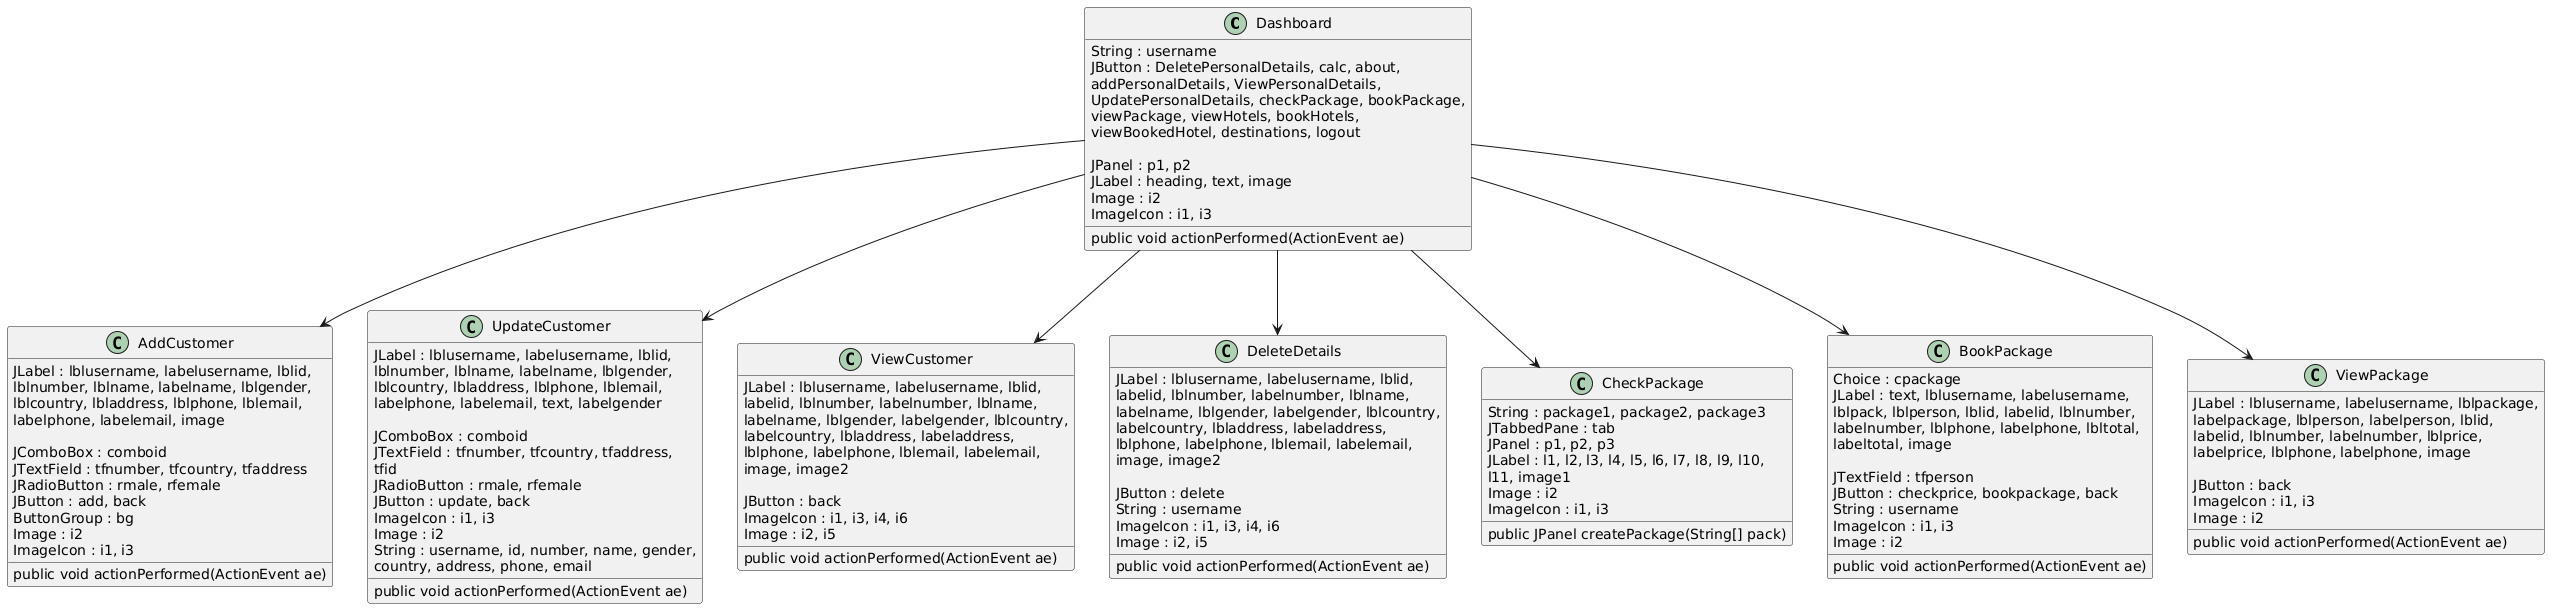 C Dashboard
String : username
JButton : DeletePersonalDetails, calc, about,
addPersonalDetails, ViewPersonalDetails,
UpdatePersonalDetails, checkPackage, bookPackage,
viewPackage, viewHotels, bookHotels,
viewBookedHotel, destinations, logout
JPanel : p1, p2
JLabel : heading, text, image
Image : i2
ImageIcon : i1, i3
public void actionPerformed(ActionEvent ae)
C AddCustomer
JLabel : lblusername, labelusername, lblid,
lblnumber, lblname, labelname, lblgender,
lblcountry, lbladdress, lblphone, lblemail,
labelphone, labelemail, image
JComboBox : comboid
JTextField : tfnumber, tfcountry, tfaddress
JRadioButton : rmale, rfemale
JButton : add, back
ButtonGroup : bg
Image : i2
ImageIcon : i1, i3
public void actionPerformed(ActionEvent ae)
C UpdateCustomer
JLabel : lblusername, labelusername, lblid,
lblnumber, lblname, labelname, lblgender,
lblcountry, lbladdress, lblphone, lblemail,
labelphone, labelemail, text, labelgender
JComboBox : comboid
JTextField : tfnumber, tfcountry, tfaddress,
tfid
JRadioButton : rmale, rfemale
JButton : update, back
ImageIcon : i1, i3
Image : i2
String : username, id, number, name, gender,
country, address, phone, email
public void actionPerformed(ActionEvent ae)
C ViewCustomer
JLabel : lblusername, labelusername, lblid,
labelid, lblnumber, labelnumber, lblname,
labelname, lblgender, labelgender, lblcountry,
labelcountry, lbladdress, labeladdress,
lblphone, labelphone, lblemail, labelemail,
image, image2
JButton : back
ImageIcon : i1, i3, i4, i6
Image : i2, i5
public void actionPerformed(ActionEvent ae)
C DeleteDetails
JLabel : lblusername, labelusername, lblid,
labelid, lblnumber, labelnumber, lblname,
labelname, lblgender, labelgender, lblcountry,
labelcountry, lbladdress, labeladdress,
lblphone, labelphone, lblemail, labelemail,
image, image2
JButton : delete
String : username
ImageIcon : i1, i3, i4, i6
Image : i2, i5
public void actionPerformed(ActionEvent ae)
C CheckPackage
String : package1, package2, package3
JTabbedPane : tab
JPanel : p1, p2, p3
JLabel : l1, l2, l3, l4, l5, l6, l7, l8, l9, l10,
l11, image1
Image : i2
ImageIcon : i1, i3
public JPanel createPackage(String[] pack)
C BookPackage
Choice : cpackage
JLabel : text, lblusername, labelusername,
lblpack, lblperson, lblid, labelid, lblnumber,
labelnumber, lblphone, labelphone, lbltotal,
labeltotal, image
JTextField : tfperson
JButton : checkprice, bookpackage, back
String : username
ImageIcon : i1, i3
Image : i2
public void actionPerformed(ActionEvent ae)
C ViewPackage
JLabel : lblusername, labelusername, lblpackage,
labelpackage, lblperson, labelperson, lblid,
labelid, lblnumber, labelnumber, lblprice,
labelprice, lblphone, labelphone, image
JButton : back
ImageIcon : i1, i3
Image : i2
public void actionPerformed(ActionEvent ae)